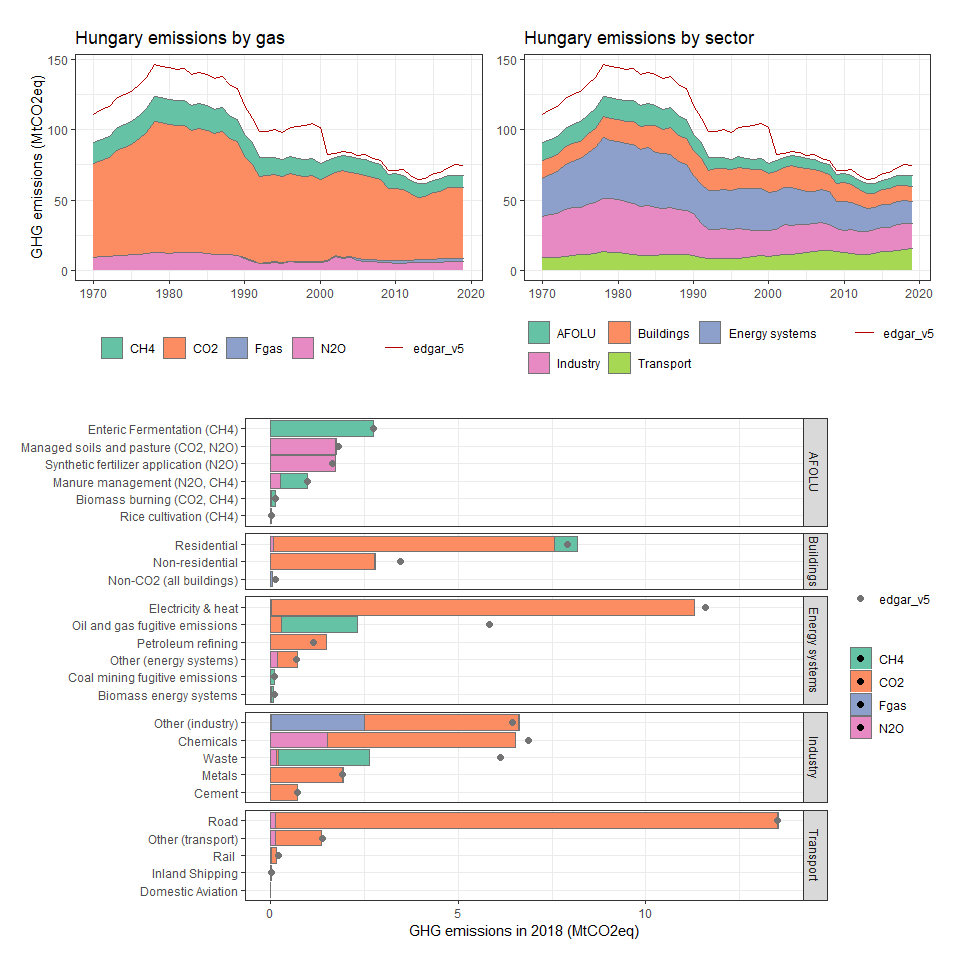 Hungary emissions by gas
Hungary emissions by sector
GHG emissions (MtCO2eq)
150
100
50
0
1970
1980
1990
2000
2010
2020
150
100
50
0
1970
1980
1990
2000
2010
2020
CH4
CO2
Fgas
N2O
edgar_v5
AFOLU
Buildings
Energy systems
edgar_v5
Industry
Transport
Enteric Fermentation (CH4)
Managed soils and pasture (CO2, N2O)
Synthetic fertilizer application (N2O)
Manure management (N2O, CH4)
Biomass burning (CO2, CH4)
Rice cultivation (CH4)
AFOLU
Residential
Non-residential
Non-CO2 (all buildings)
Buildings
Electricity & heat
Oil and gas fugitive emissions
Petroleum refining
Other (energy systems)
Coal mining fugitive emissions
Biomass energy systems
Energy systems
Other (industry)
Chemicals
Waste
Metals
Cement
Industry
Road
Other (transport)
Rail
Inland Shipping
Domestic Aviation
Transport
0
5
10
GHG emissions in 2018 (MtCO2eq)
edgar_v5
CH4
CO2
Fgas
N2O